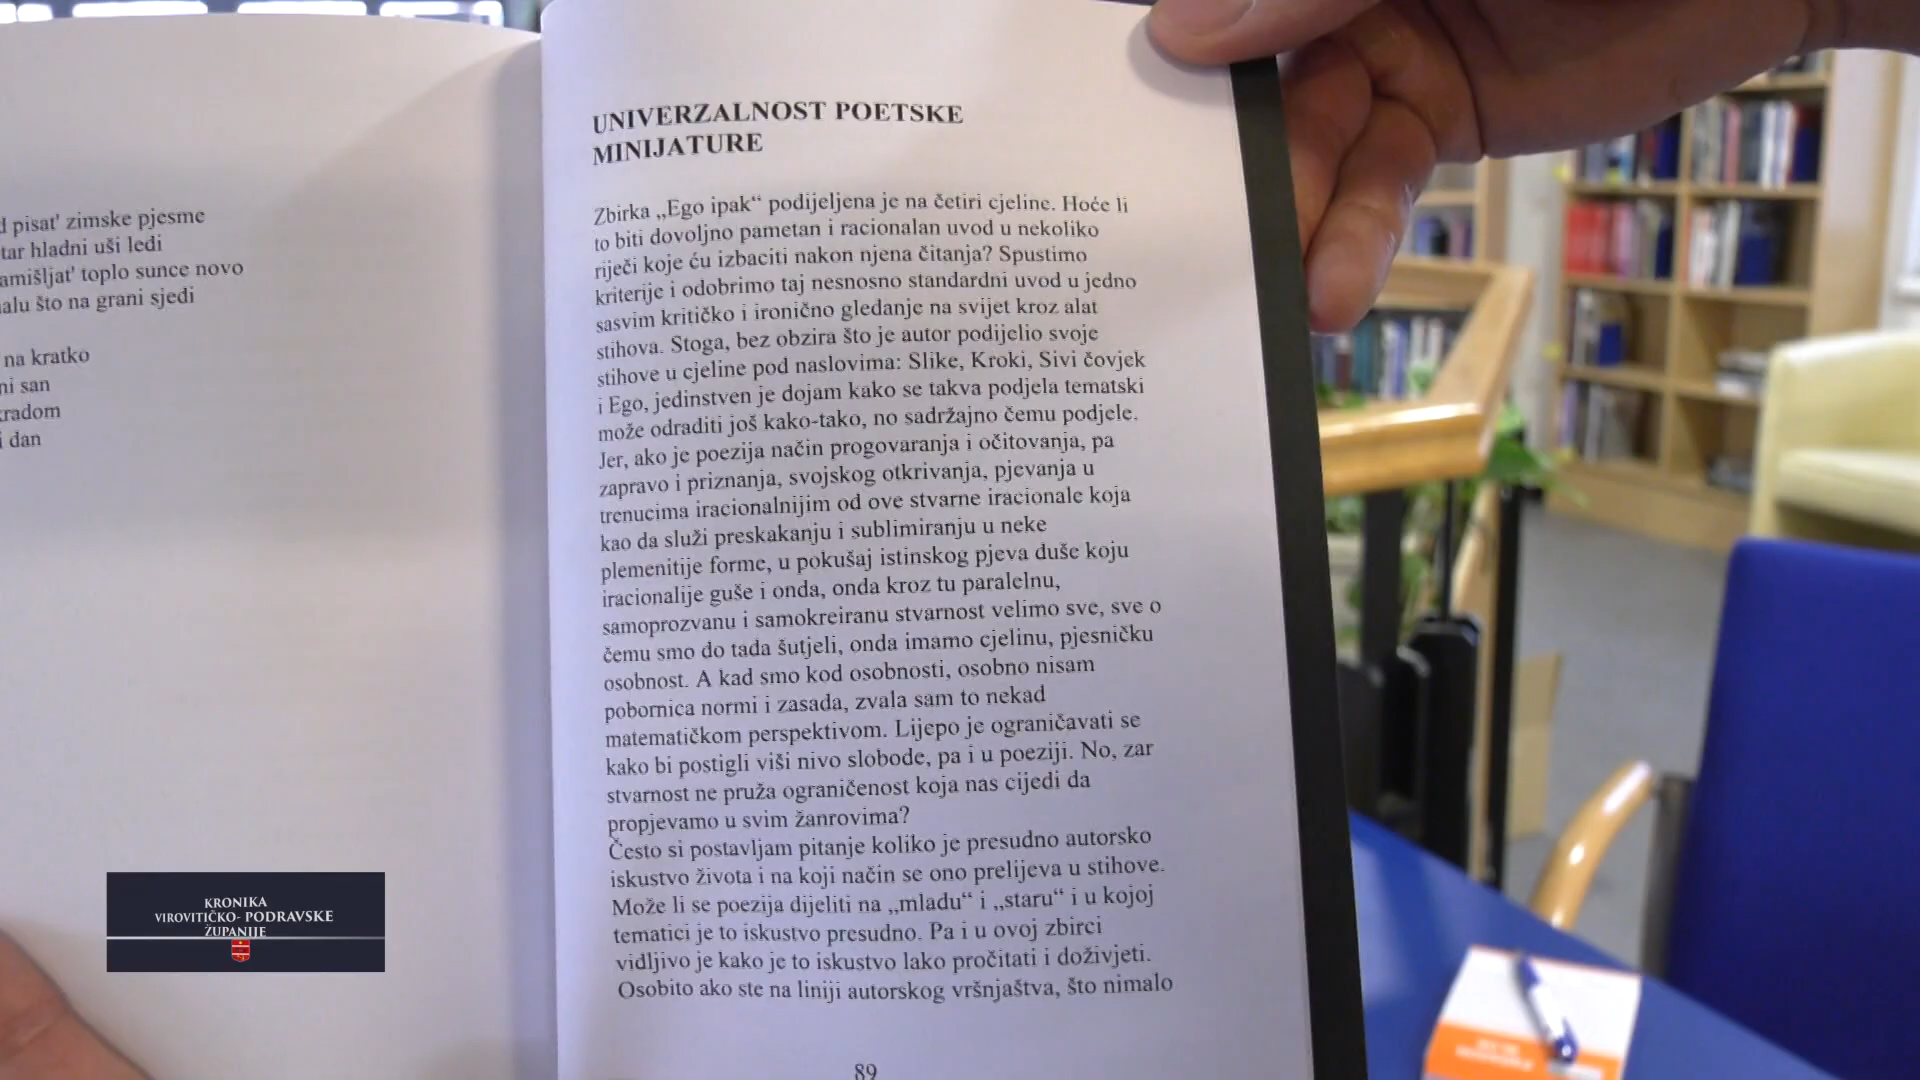 pisat' zimske pjesme
tar hladni uši ledi
amišljat' toplo sunce novo
alu što na grani sjedi
na kratko
ni san
kradom
i dan
UNIVERZALNOST POETSKE
MINIJATURE
Zbirka „Ego ipak“ podijeljena je na četiri cjeline. Hoće li
to biti dovoljno pametan i racionalan uvod u nekoliko
riječi koje ću izbaciti nakon njena čitanja? Spustimo
kriterije i odobrimo taj nesnosno standardni uvod u jedno
sasvim kritičko i ironično gledanje na svijet kroz alat
stihova. Stoga, bez obzira što je autor podijelio svoje
stihove u cjeline pod naslovima: Slike, Kroki, Sivi čovjek
i Ego, jedinstven je dojam kako se takva podjela tematski
može odraditi još kako-tako, no sadržajno čemu podjele.
Jer, ako je poezija način progovaranja i očitovanja, pa
zapravo i priznanja, svojskog otkrivanja, pjevanja u
trenucima iracionalnijim od ove stvarne iracionale koja
kao da služi preskakanju i sublimiranju u neke
plemenitije forme, u pokušaj istinskog pjeva duše koju
iracionalije guše i onda, onda kroz tu paralelnu,
samoprozvanu i samokreiranu stvarnost velimo sve, sve o
čemu smo do tada šutjeli, onda imamo cjelinu, pjesničku
osobnost. A kad smo kod osobnosti, osobno nisam
pobornica normi i zasada, zvala sam to nekad
matematičkom perspektivom. Lijepo je ograničavati se
kako bi postigli viši nivo slobode, pa i u poeziji. No, zar
stvarnost ne pruža ograničenost koja nas cijedi da
propjevamo u svim žanrovima?
Često si postavljam pitanje koliko je presudno autorsko
iskustvo života i na koji način se ono prelijeva u stihove.
Može li se poezija dijeliti na „mladu“ i „staru“ i u kojoj
tematici je to iskustvo presudno. Pa i u ovoj zbirci
vidljivo je kako je to iskustvo lako pročitati i doživjeti.
Osobito ako ste na liniji autorskog vršnjaštva, što nimalo
89
KRONIKA
VIROVITIČKO- PODRAVSKE
ŽUPANIJE